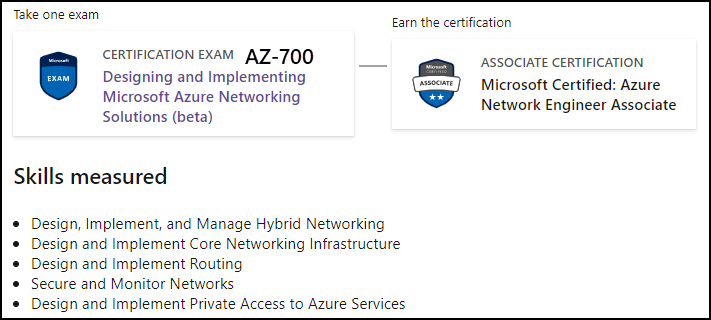 Take one exam
Earn the certification
Microsoft
EXAM
CERTIFICATION EXAM AZ-700
Designing and Implementing
Microsoft Azure Networking
Solutions (beta)
Microsoft
CERTIFIED
ASSOCIATE
ASSOCIATE CERTIFICATION
Microsoft Certified: Azure
Network Engineer Associate
Skills measured
• Design, Implement, and Manage Hybrid Networking
• Design and Implement Core Networking Infrastructure
• Design and Implement Routing
• Secure and Monitor Networks
• Design and Implement Private Access to Azure Services